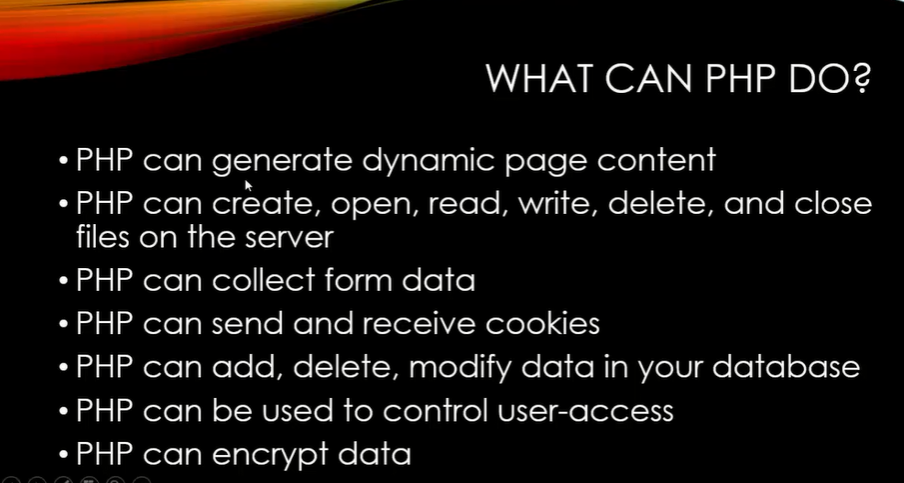 WHAT CAN PHP DO?
• PHP can generate dynamic page content
• PHP can create, open, read, write, delete, and close
files on the server
• PHP can collect form data
• PHP can send and receive cookies
• PHP can add, delete, modify data in your database
• PHP can be used to control user-access
• PHP can encrypt data